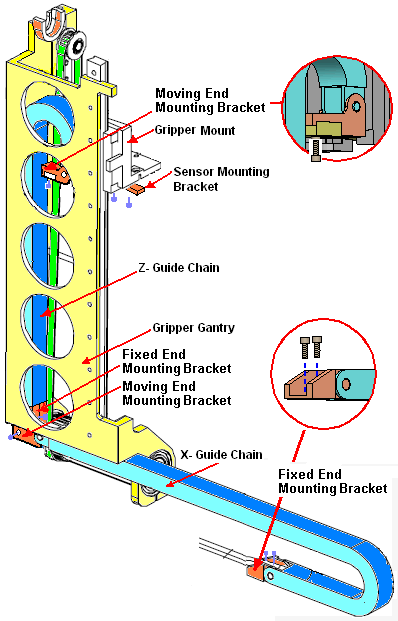 Moving End
Mounting Bracket
Gripper Mount
Sensor Mounting
Bracket
Z- Guide Chain
Gripper Gantry
Fixed End
Mounting Bracket
Moving End
Mounting Bracket
X- Guide Chain
Fixed End
Mounting Bracket